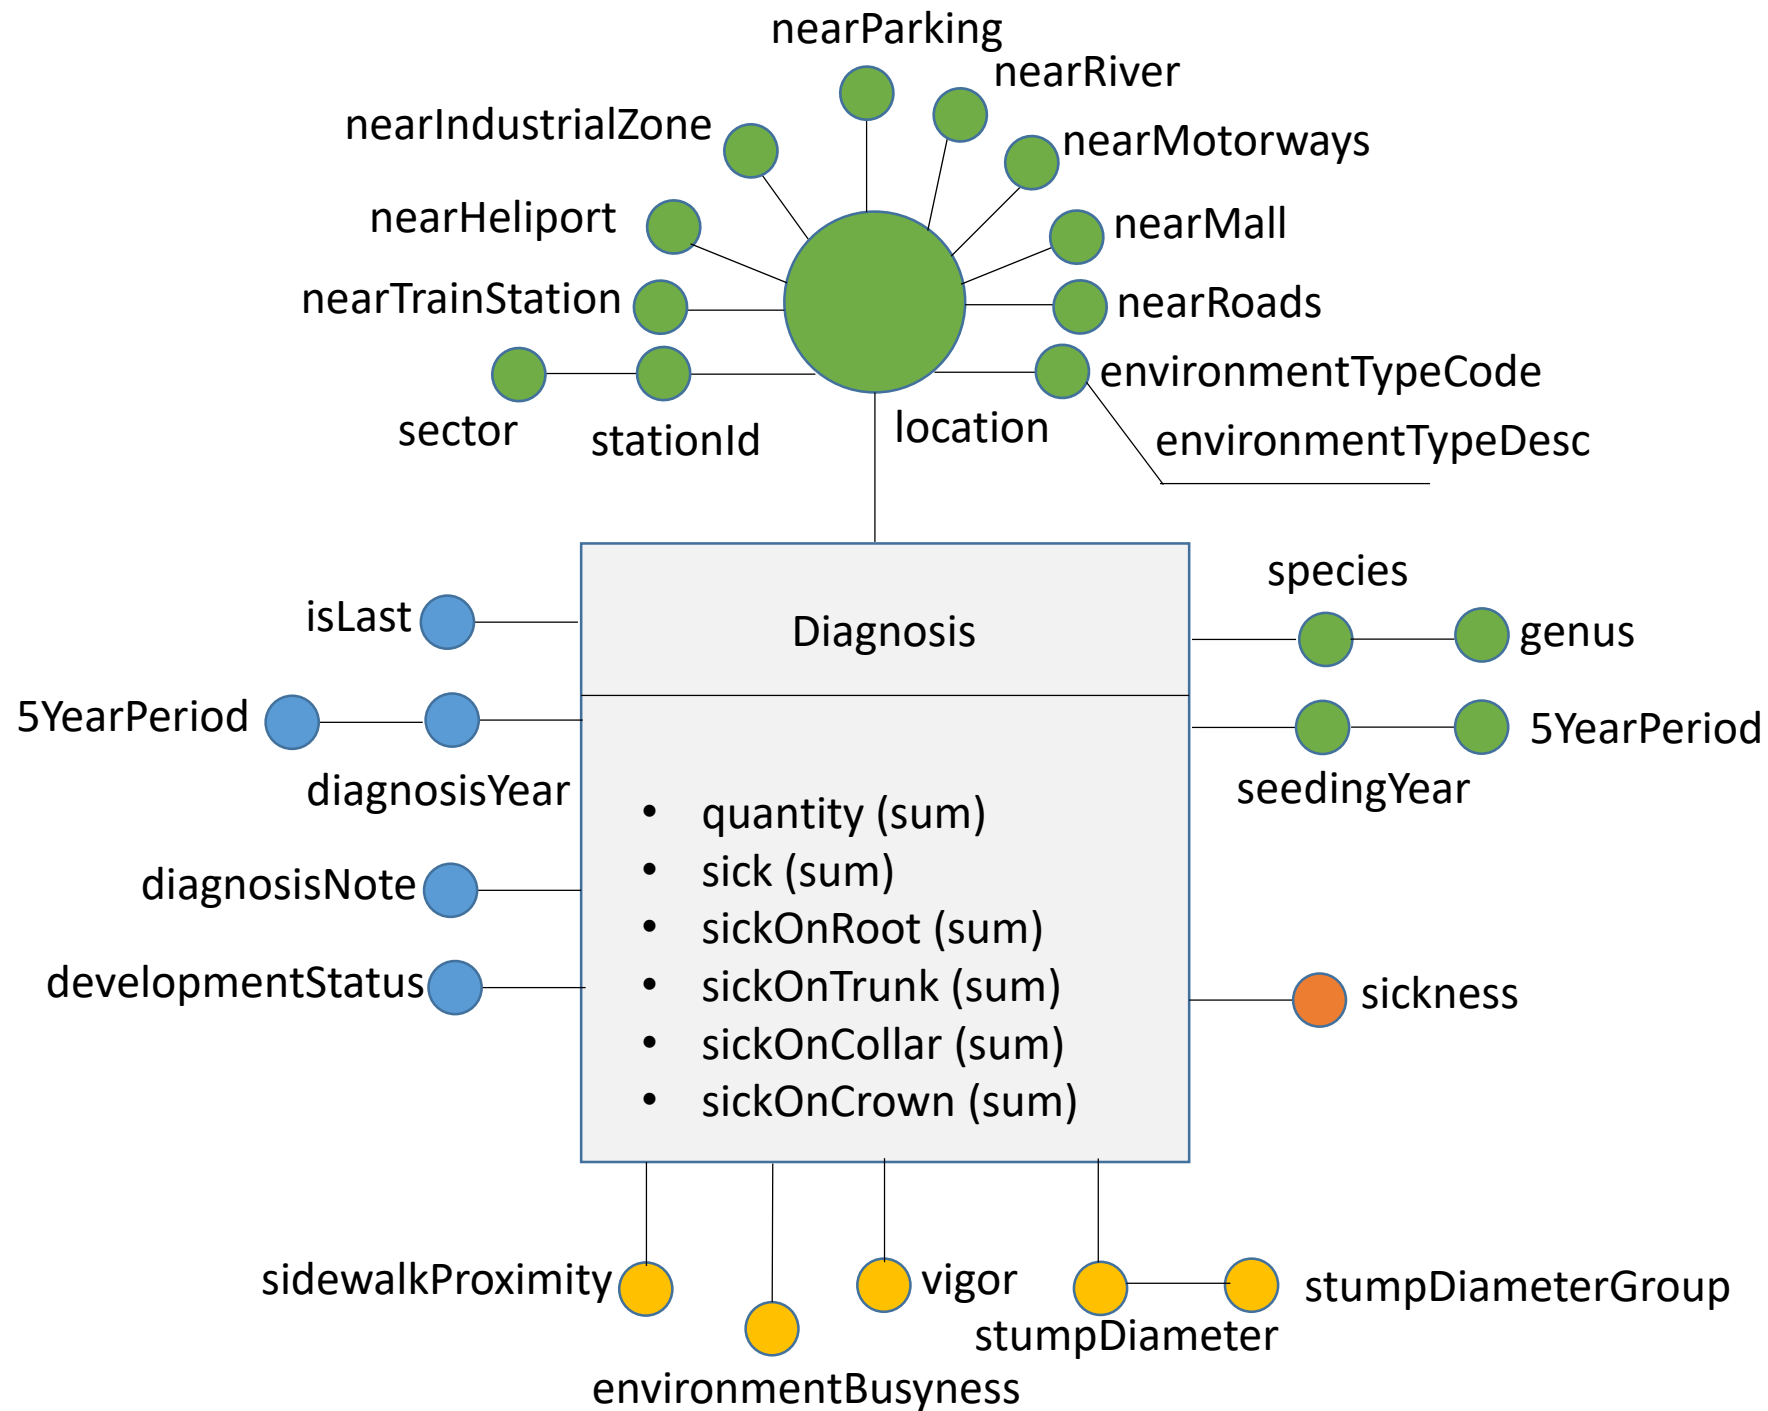 nearParking
nearRiver
nearIndustrialZone
nearMotorways
nearHeliport
nearMall
nearTrainStation
nearRoads
environmentTypeCode
sector
stationId
location
environmentTypeDesc
species
isLast
Diagnosis
genus
5YearPeriod
5YearPeriod
diagnosisYear
seedingYear
• quantity (sum)
• sick (sum)
diagnosisNote
• sickOnRoot (sum)
developmentStatus
• sickOnTrunk (sum)
sickness
• sickOnCollar (sum)
• sickOnCrown (sum)
sidewalkProximity
vigor
stumpDiameterGroup
stumpDiameter
environmentBusyness